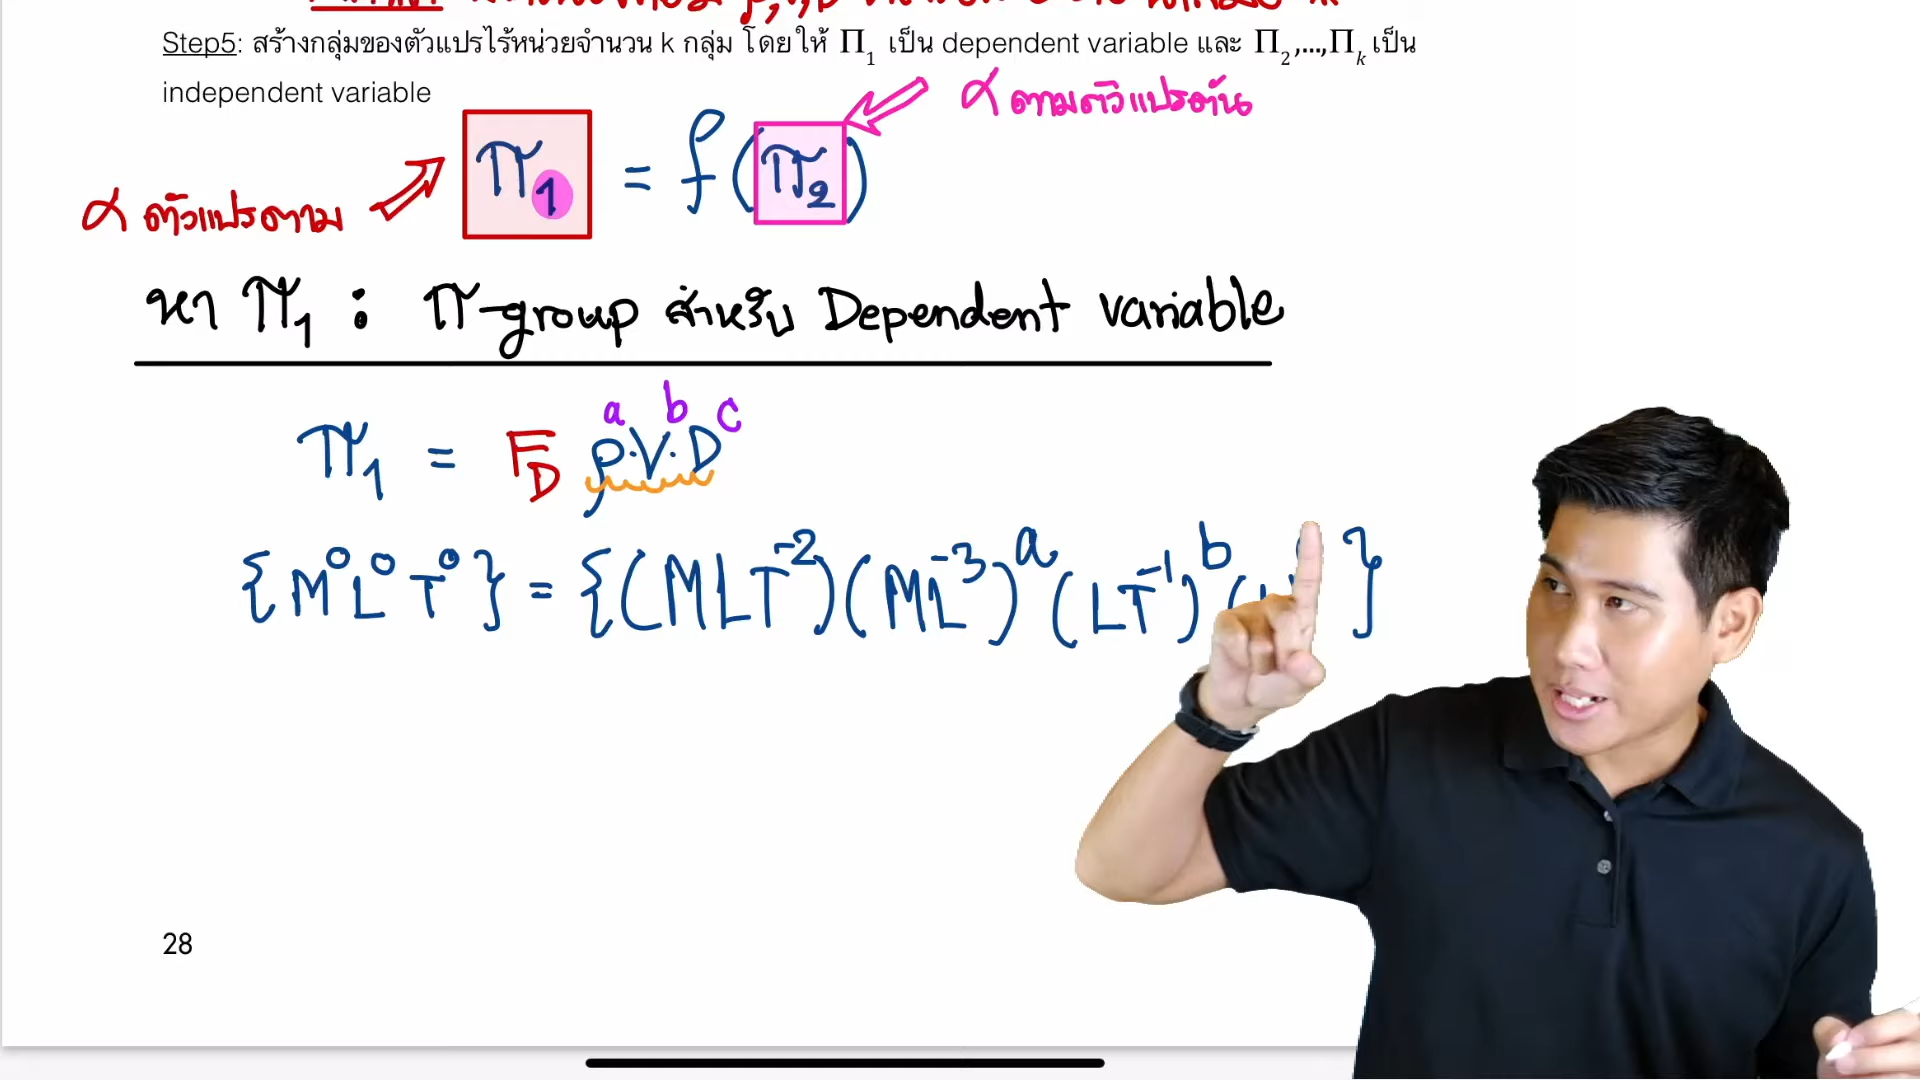 ρ, V, D
Step5: สร้างกลุ่มของตัวแปรไร้หน่วยจำนวน k กลุ่ม โดยให้ Π₁ เป็น dependent variable และ Π₂,...,Πₖ เป็น
independent variable
α ตามตัวแปรต้น
π₁ = f(π₂)
α ตัวแปรตาม
หา π₁ : π-group สำหรับ Dependent variable
π₁ = F_D ρᵃ·Vᵇ·Dᶜ
{M⁰L⁰T⁰} = {(MLT⁻²)(ML⁻³)ᵃ(LT⁻¹)ᵇ(L }
28